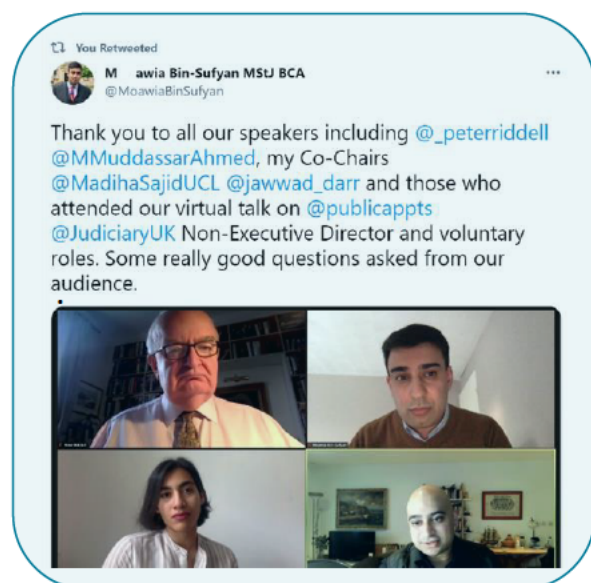 You Retweeted
M awia Bin-Sufyan MStJ BCA
@MoawiaBinSufyan
Thank you to all our speakers including @_peterriddell
@MMuddassarAhmed, my Co-Chairs
@MadihaSajidUCL @jawwad_darr and those who
attended our virtual talk on @publicappts
@JudiciaryUK Non-Executive Director and voluntary
roles. Some really good questions asked from our
audience.